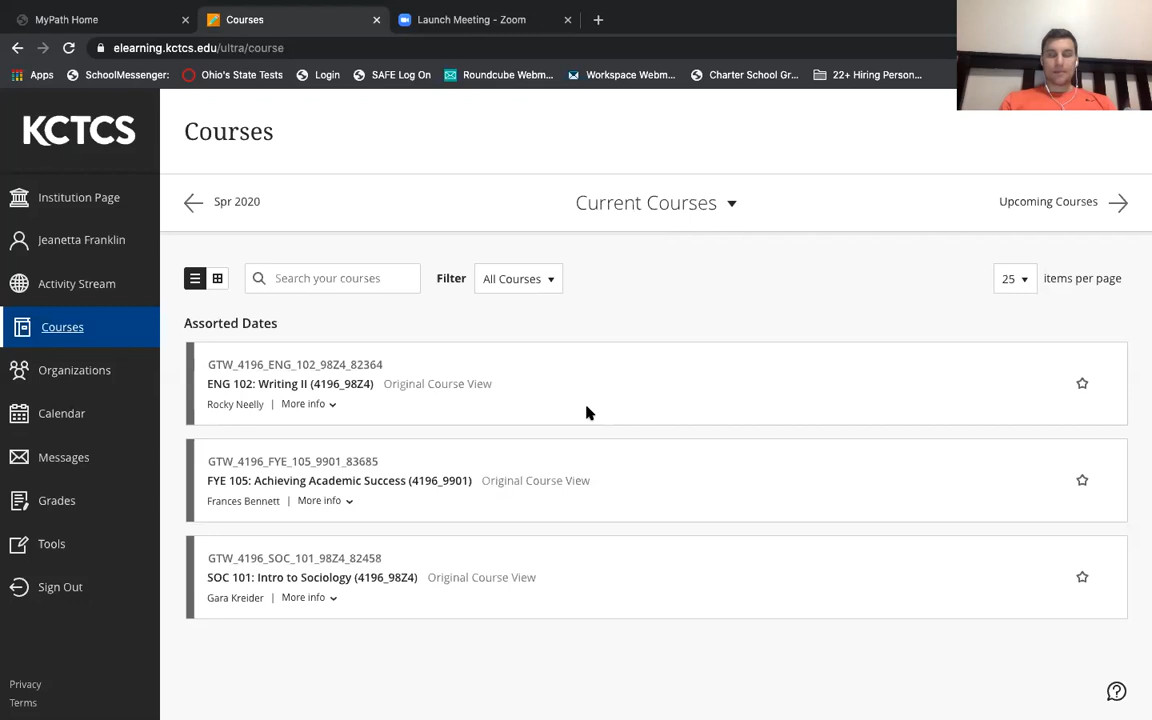 MyPath Home
Courses
Launch Meeting - Zoom
elearning.kctcs.edu/ultra/course
Apps
SchoolMessenger:
Ohio's State Tests
Login
SAFE Log On
Roundcube Webm...
Workspace Webm...
Charter School Gr...
22+ Hiring Person...
KCTCS
Institution Page
Jeanetta Franklin
Activity Stream
Courses
Organizations
Calendar
Messages
Grades
Tools
Sign Out
Privacy
Terms
Courses
Spr 2020
Current Courses
Upcoming Courses
Search your courses
Filter
All Courses
25
items per page
Assorted Dates
GTW_4196_ENG_102_98Z4_82364
ENG 102: Writing II (4196_98Z4) Original Course View
Rocky Neelly | More info
GTW_4196_FYE_105_9901_83685
FYE 105: Achieving Academic Success (4196_9901) Original Course View
Frances Bennett | More info
GTW_4196_SOC_101_98Z4_82458
SOC 101: Intro to Sociology (4196_98Z4) Original Course View
Gara Kreider | More info